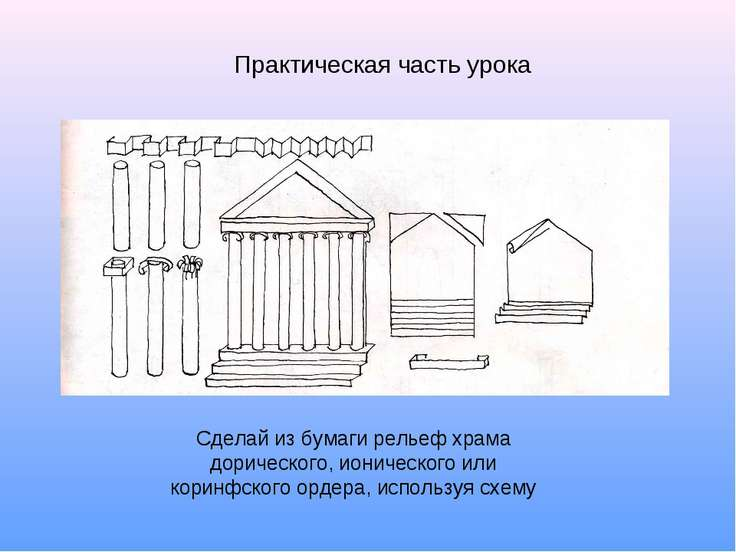 Практическая часть урока
Сделай из бумаги рельеф храма
дорического, ионического или
коринфского ордера, используя схему